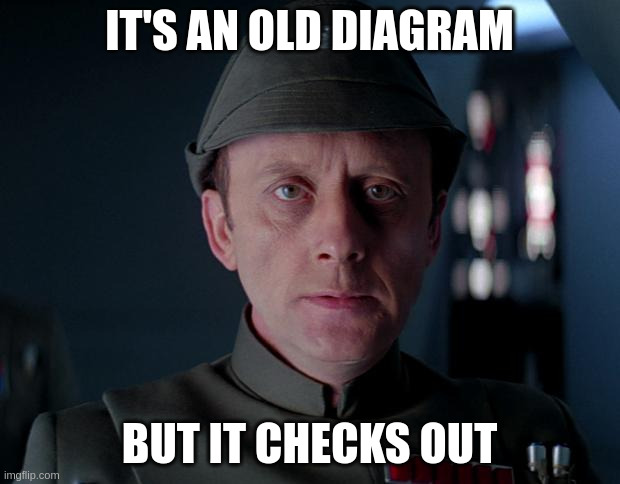 IT'S AN OLD DIAGRAM
BUT IT CHECKS OUT
imgflip.com